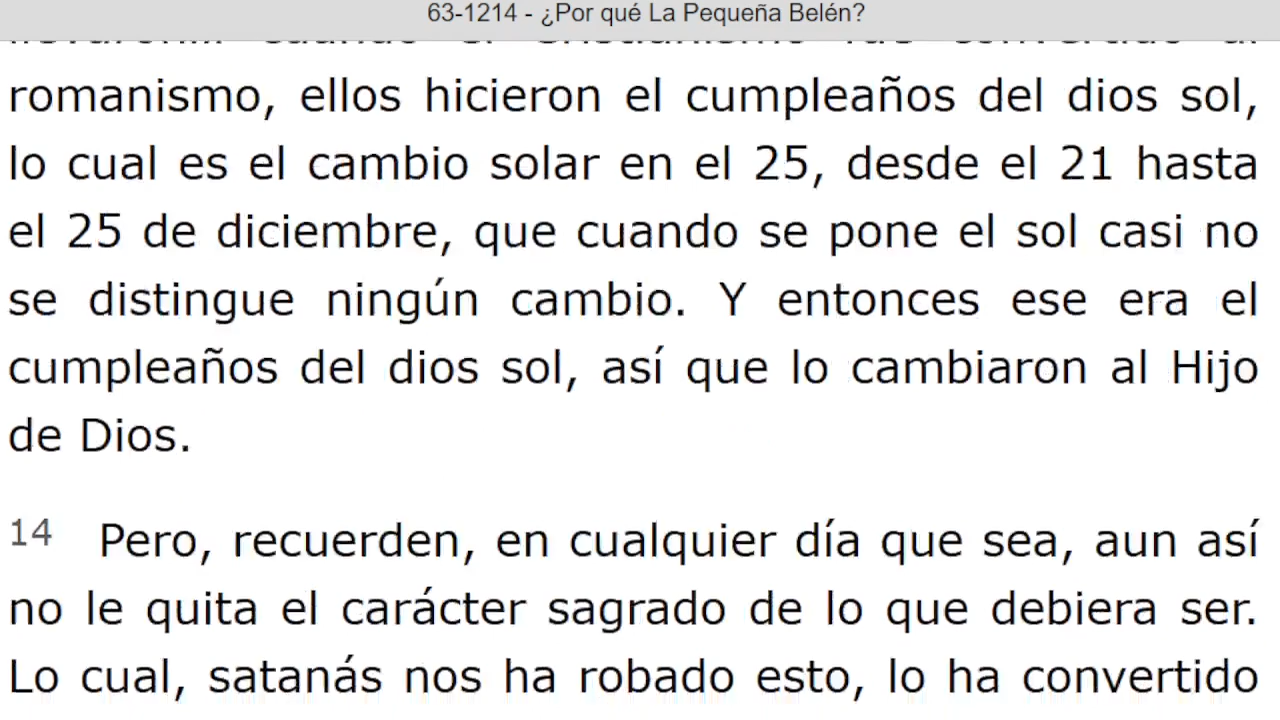 63-1214 - ¿Por qué La Pequeña Belén?
romanismo, ellos hicieron el cumpleaños del dios sol,
lo cual es el cambio solar en el 25, desde el 21 hasta
el 25 de diciembre, que cuando se pone el sol casi no
se distingue ningún cambio. Y entonces ese era el
cumpleaños del dios sol, así que lo cambiaron al Hijo
de Dios.
14 Pero, recuerden, en cualquier día que sea, aun así
no le quita el carácter sagrado de lo que debiera ser.
Lo cual, satanás nos ha robado esto, lo ha convertido